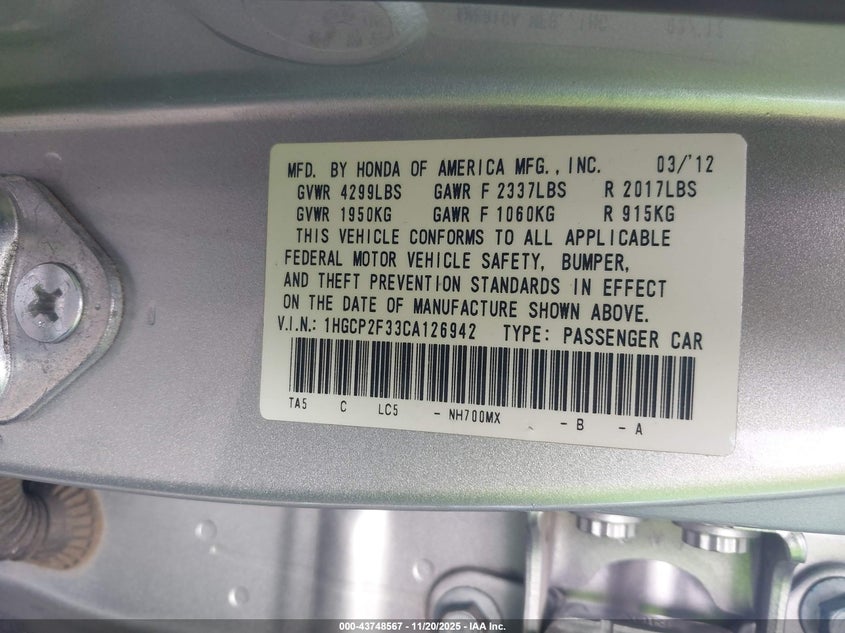 MFD. BY HONDA OF AMERICA MFG., INC. 03/'12
GVWR 4299LBS GAWR F 2337LBS R 2017LBS
GVWR 1950KG GAWR F 1060KG R 915KG
THIS VEHICLE CONFORMS TO ALL APPLICABLE
FEDERAL MOTOR VEHICLE SAFETY, BUMPER,
AND THEFT PREVENTION STANDARDS IN EFFECT
ON THE DATE OF MANUFACTURE SHOWN ABOVE.
V.I.N.: 1HGCP2F33CA126942 TYPE: PASSENGER CAR
TA5 C LC5 - NH700MX - B - A
000-43748567 - 11/20/2025 - IAA Inc.